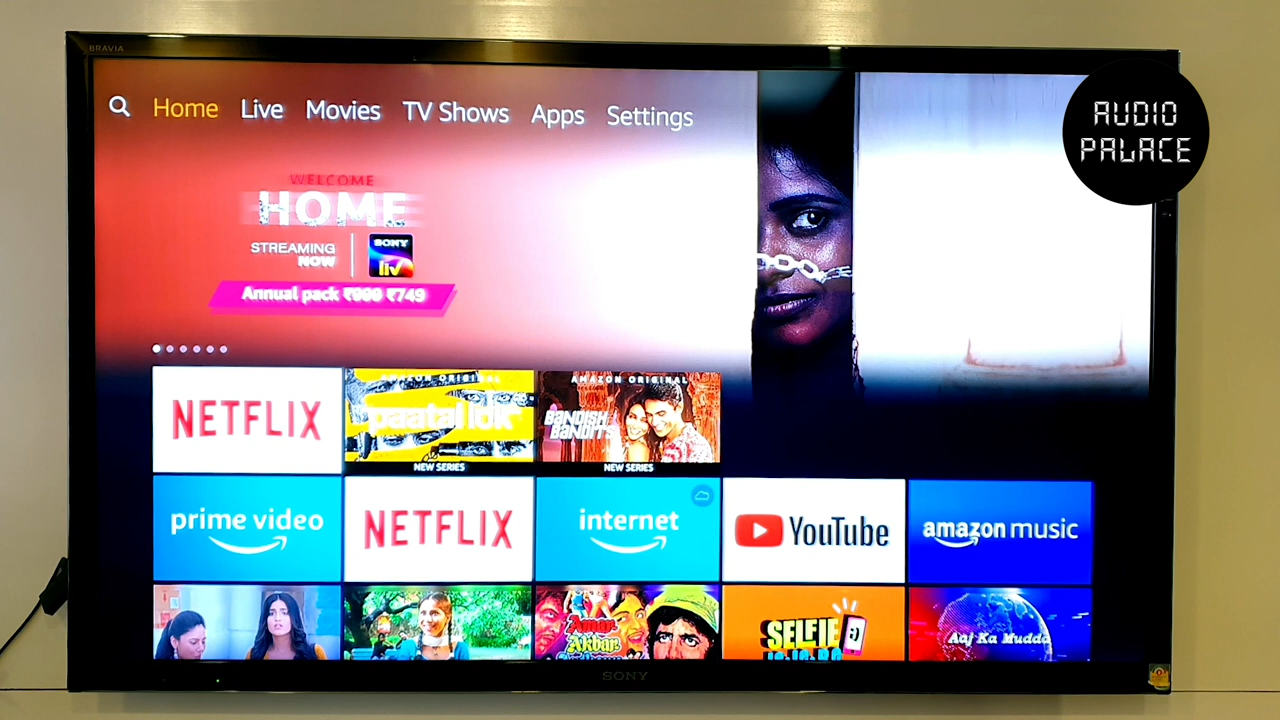 BRAVIA
Home Live Movies TV Shows Apps Settings
AUDIO
PALACE
WELCOME
HOME
STREAMING
NOW
SONY
liv
Annual pack ₹999 ₹749
NETFLIX
AMAZON ORIGINAL
paatal lok
NEW SERIES
AMAZON ORIGINAL
BANDISH
BANDITS
NEW SERIES
prime video
NETFLIX
internet
YouTube
amazon music
Amar
Akbar
SELFIE
Aaj Ka Mudda
SONY